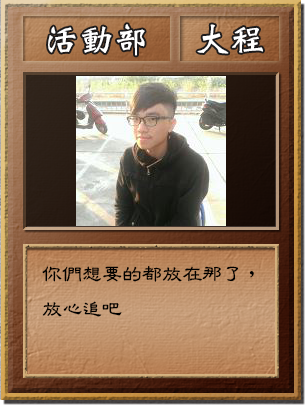 活動部 大程
你們想要的都放在那了，
放心追吧